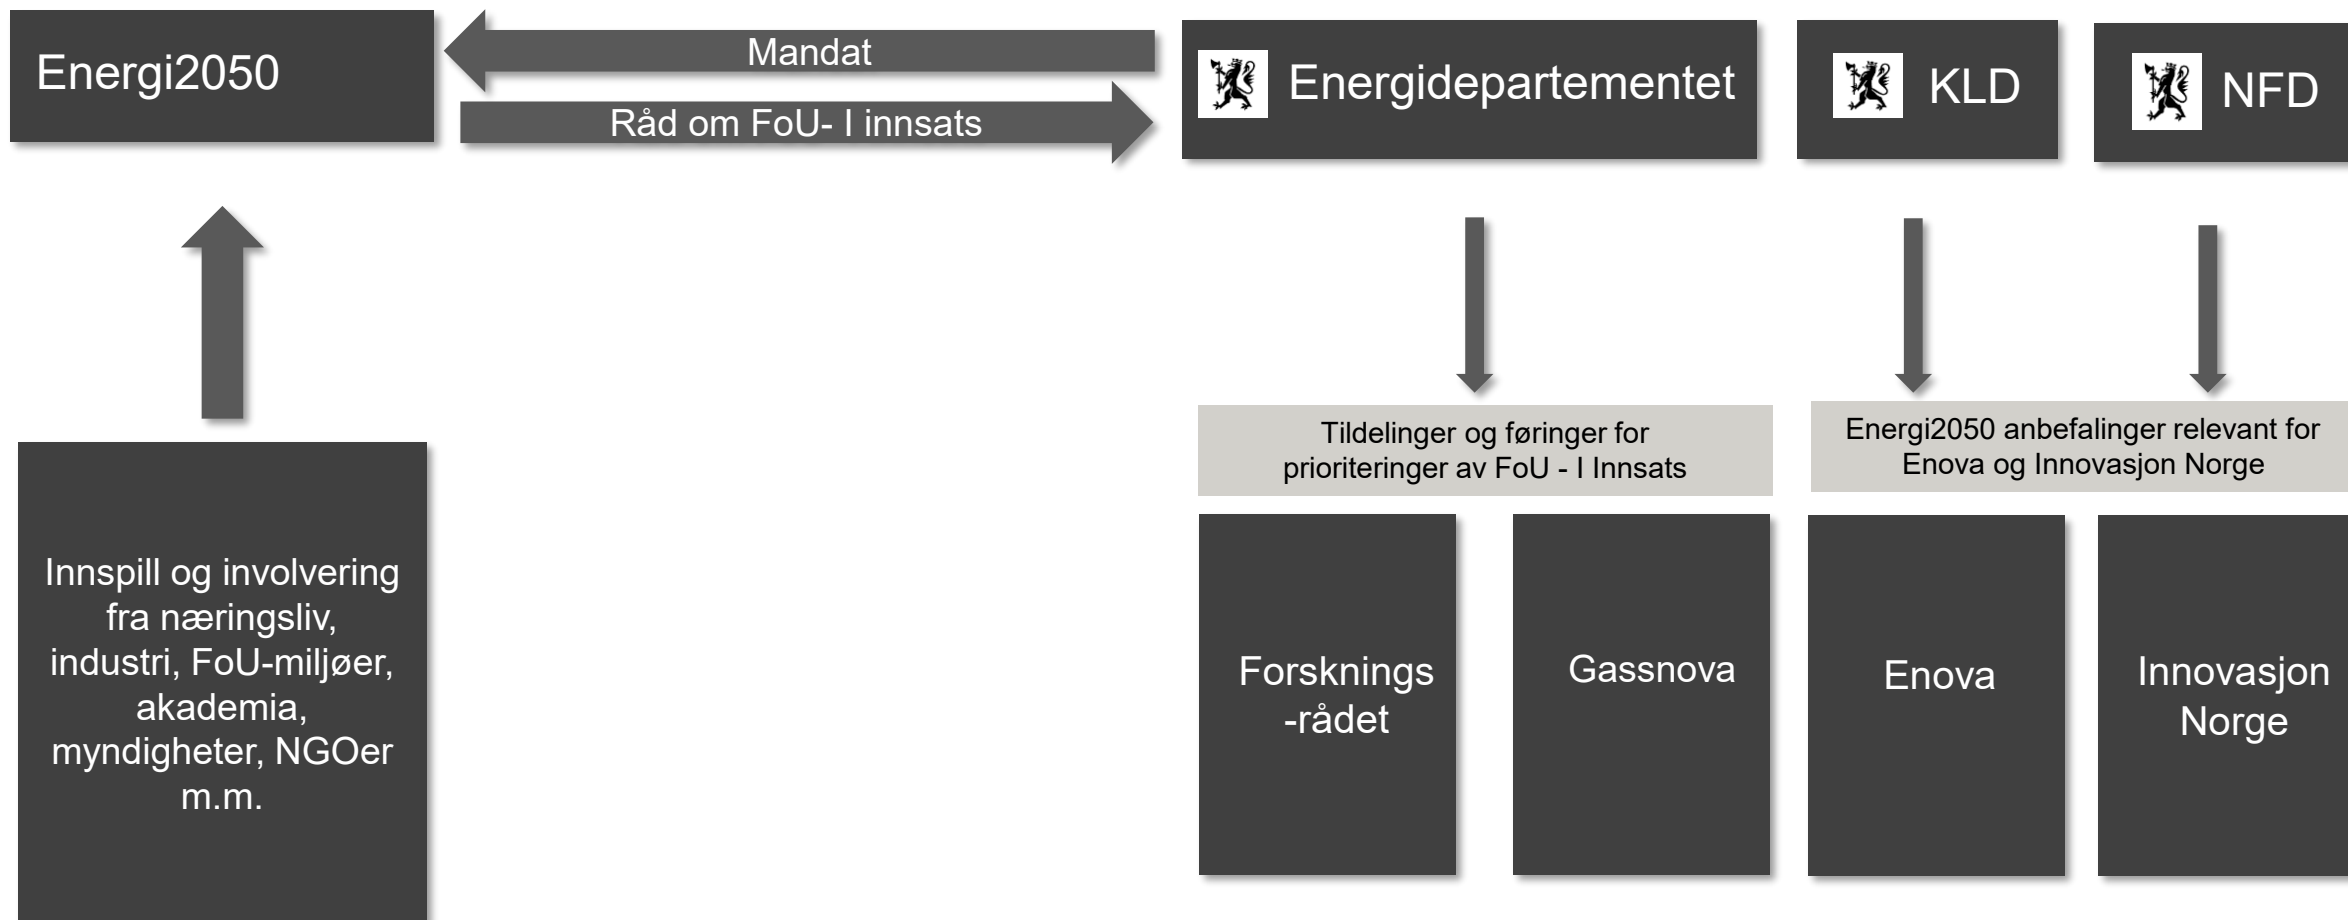 Energi2050
Mandat
Råd om FoU- I innsats
Energidepartementet
KLD
NFD
Tildelinger og føringer for
prioriteringer av FoU - I Innsats
Energi2050 anbefalinger relevant for
Enova og Innovasjon Norge
Innspill og involvering
fra næringsliv,
industri, FoU-miljøer,
akademia,
myndigheter, NGOer
m.m.
Forsknings
-rådet
Gassnova
Enova
Innovasjon
Norge